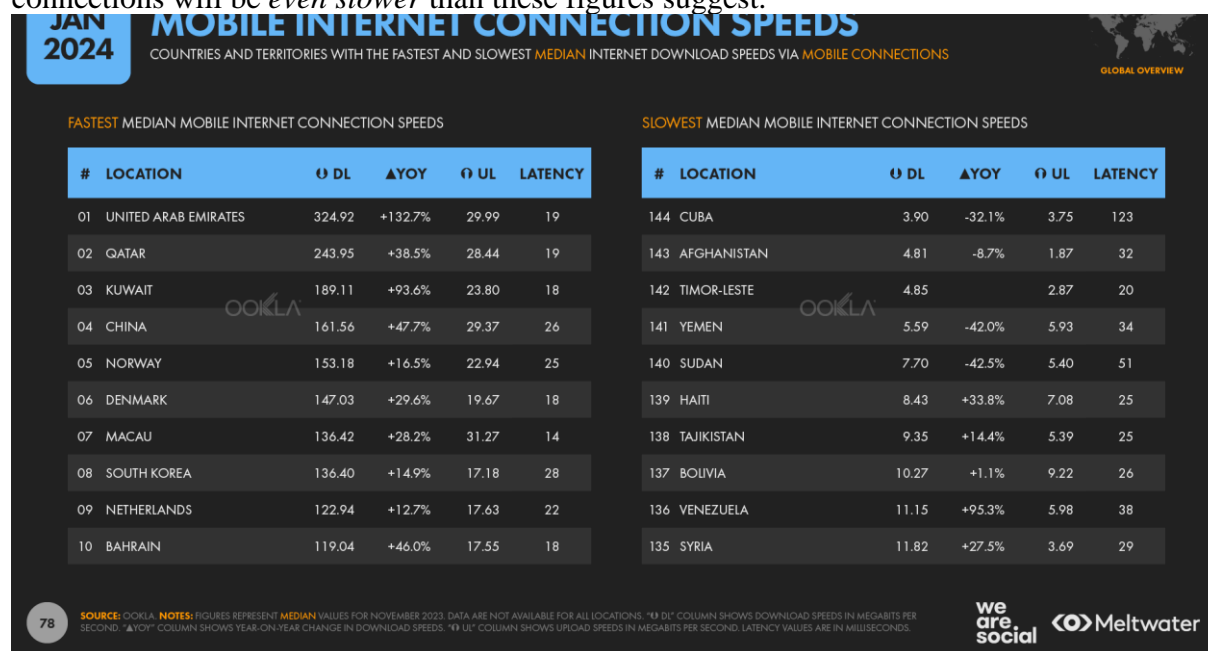 connections will be even slower than these figures suggest.
JAN
2024
MOBILE INTERNET CONNECTION SPEEDS
COUNTRIES AND TERRITORIES WITH THE FASTEST AND SLOWEST MEDIAN INTERNET DOWNLOAD SPEEDS VIA MOBILE CONNECTIONS
GLOBAL OVERVIEW
FASTEST MEDIAN MOBILE INTERNET CONNECTION SPEEDS
# LOCATION DL ▲YOY UL LATENCY
01 UNITED ARAB EMIRATES 324.92 +132.7% 29.99 19
02 QATAR 243.95 +38.5% 28.44 19
03 KUWAIT 189.11 +93.6% 23.80 18
OOKLA
04 CHINA 161.56 +47.7% 29.37 26
05 NORWAY 153.18 +16.5% 22.94 25
06 DENMARK 147.03 +29.6% 19.67 18
07 MACAU 136.42 +28.2% 31.27 14
08 SOUTH KOREA 136.40 +14.9% 17.18 28
09 NETHERLANDS 122.94 +12.7% 17.63 22
10 BAHRAIN 119.04 +46.0% 17.55 18
SLOWEST MEDIAN MOBILE INTERNET CONNECTION SPEEDS
# LOCATION DL ▲YOY UL LATENCY
144 CUBA 3.90 -32.1% 3.75 123
143 AFGHANISTAN 4.81 -8.7% 1.87 32
142 TIMOR-LESTE 4.85 2.87 20
OOKLA
141 YEMEN 5.59 -42.0% 5.93 34
140 SUDAN 7.70 -42.5% 5.40 51
139 HAITI 8.43 +33.8% 7.08 25
138 TAJIKISTAN 9.35 +14.4% 5.39 25
137 BOLIVIA 10.27 +1.1% 9.22 26
136 VENEZUELA 11.15 +95.3% 5.98 38
135 SYRIA 11.82 +27.5% 3.69 29
78
SOURCE: OOKLA. NOTES: FIGURES REPRESENT MEDIAN VALUES FOR NOVEMBER 2023. DATA ARE NOT AVAILABLE FOR ALL LOCATIONS. "DL" COLUMN SHOWS DOWNLOAD SPEEDS IN MEGABITS PER
SECOND. "▲YOY" COLUMN SHOWS YEAR-ON-YEAR CHANGE IN DOWNLOAD SPEEDS. "UL" COLUMN SHOWS UPLOAD SPEEDS IN MEGABITS PER SECOND. LATENCY VALUES ARE IN MILLISECONDS.
we
are.
social
Meltwater